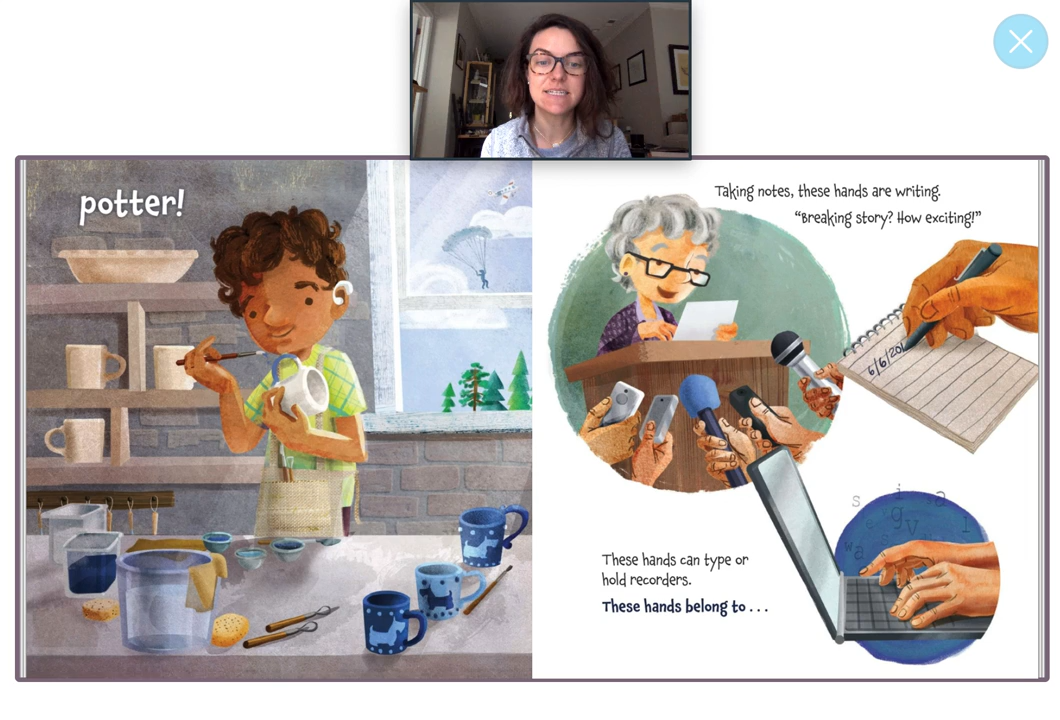 potter!
Taking notes, these hands are writing.
“Breaking story? How exciting!”
6/6/20
These hands can type or
hold recorders.
These hands belong to . . .